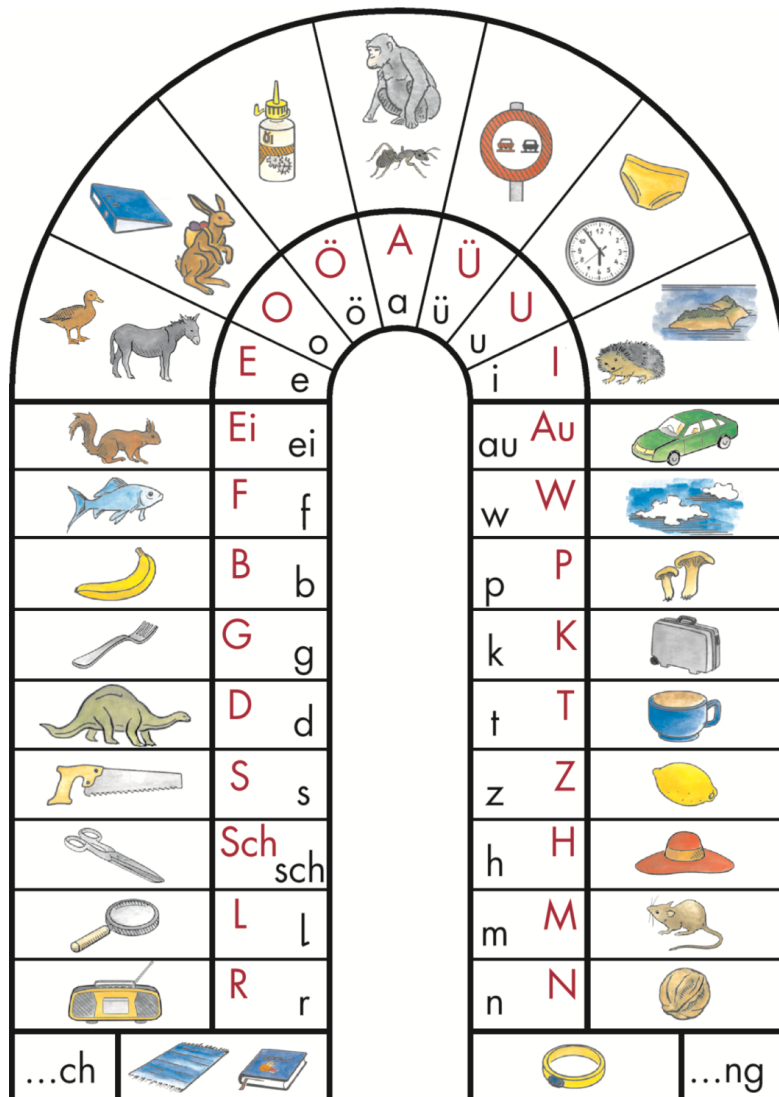 Öl
A
a
Ö
ö
Ü
ü
O
o
U
u
E
e
i I
Ei ei au Au
F f w W
B b p P
G g k K
D d t T
S s z Z
Sch sch h H
L l m M
R r n N
...ch ...ng